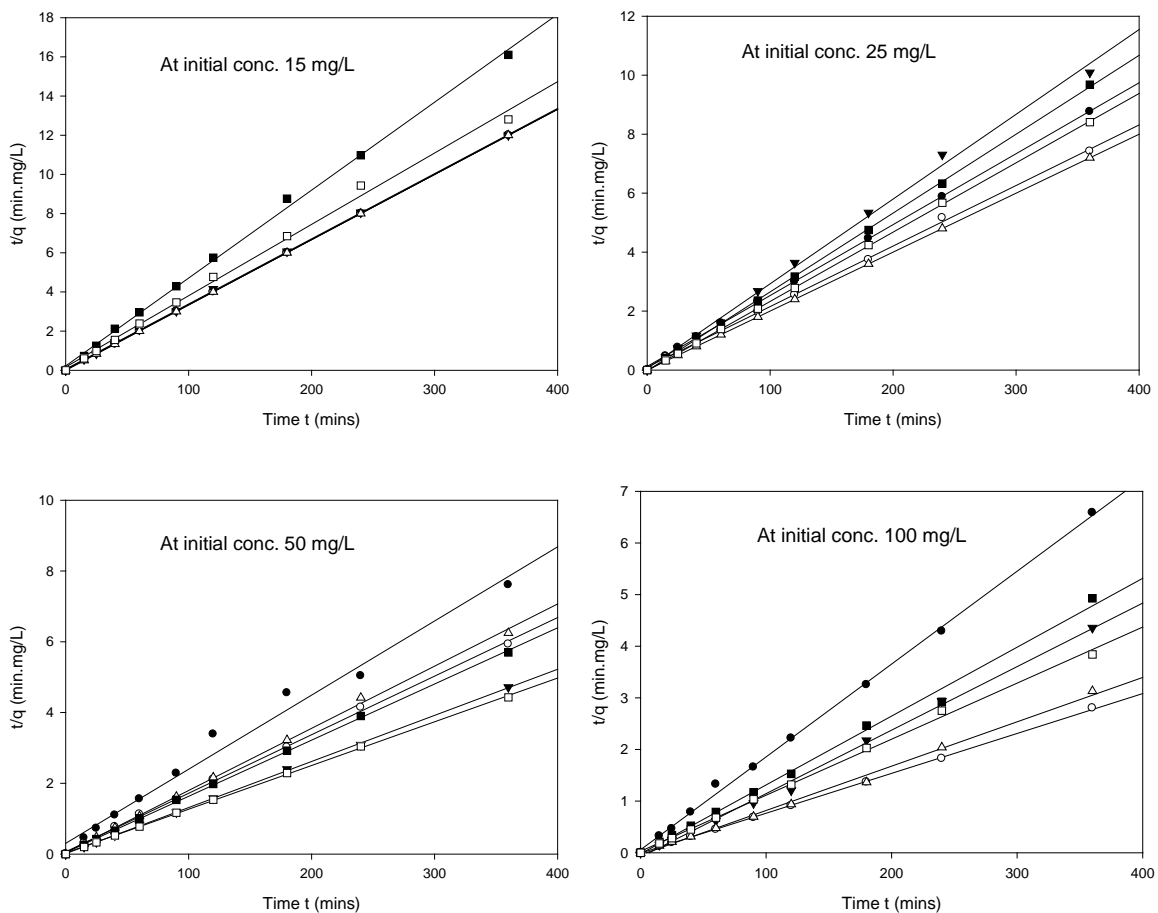 At initial conc. 15 mg/L
t/q (min.mg/L)
18
16
14
12
10
8
6
4
2
0
0 100 200 300 400
Time t (mins)
At initial conc. 25 mg/L
t/q (min.mg/L)
12
10
8
6
4
2
0
0 100 200 300 400
Time t (mins)
At initial conc. 50 mg/L
t/q (min.mg/L)
10
8
6
4
2
0
0 100 200 300 400
Time t (mins)
At initial conc. 100 mg/L
t/q (min.mg/L)
7
6
5
4
3
2
1
0
0 100 200 300 400
Time t (mins)